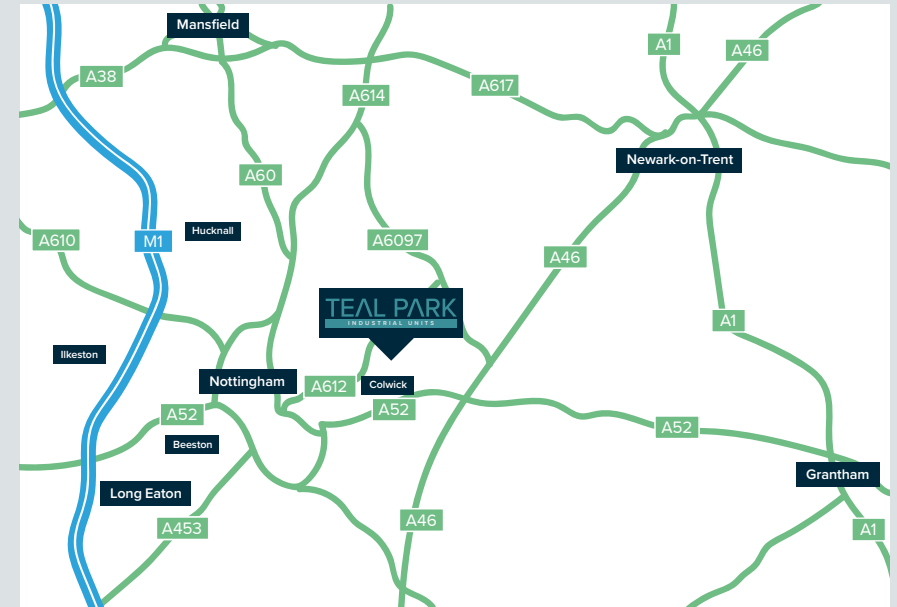 Mansfield
A1
A46
A38
A617
A614
Newark-on-Trent
A60
Hucknall
A610
M1
A6097
A46
TEAL PARK
INDUSTRIAL UNITS
A1
Ilkeston
Nottingham
A612
Colwick
A52
A52
A52
Beeston
Grantham
Long Eaton
A46
A453
A1